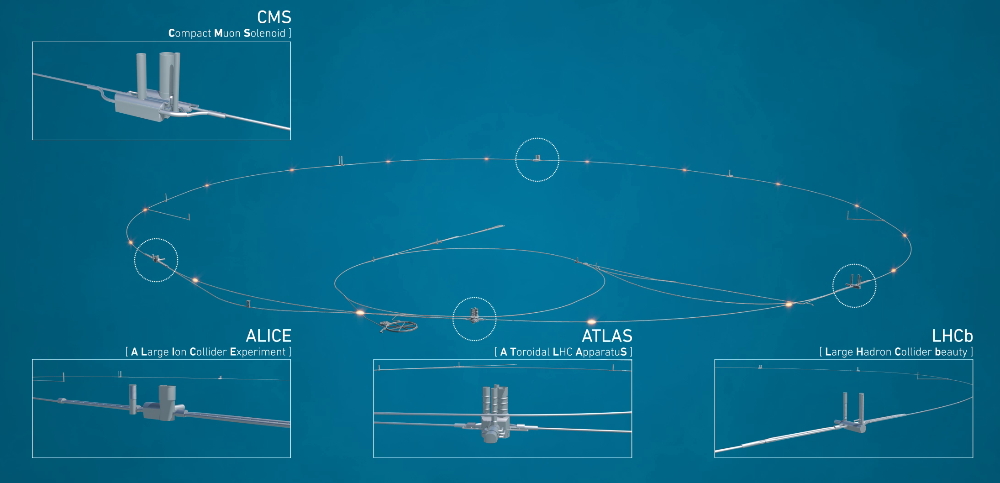 CMS
Compact Muon Solenoid ]
ALICE
[ A Large Ion Collider Experiment ]
ATLAS
[ A Toroidal LHC ApparatuS ]
LHCb
[ Large Hadron Collider beauty ]